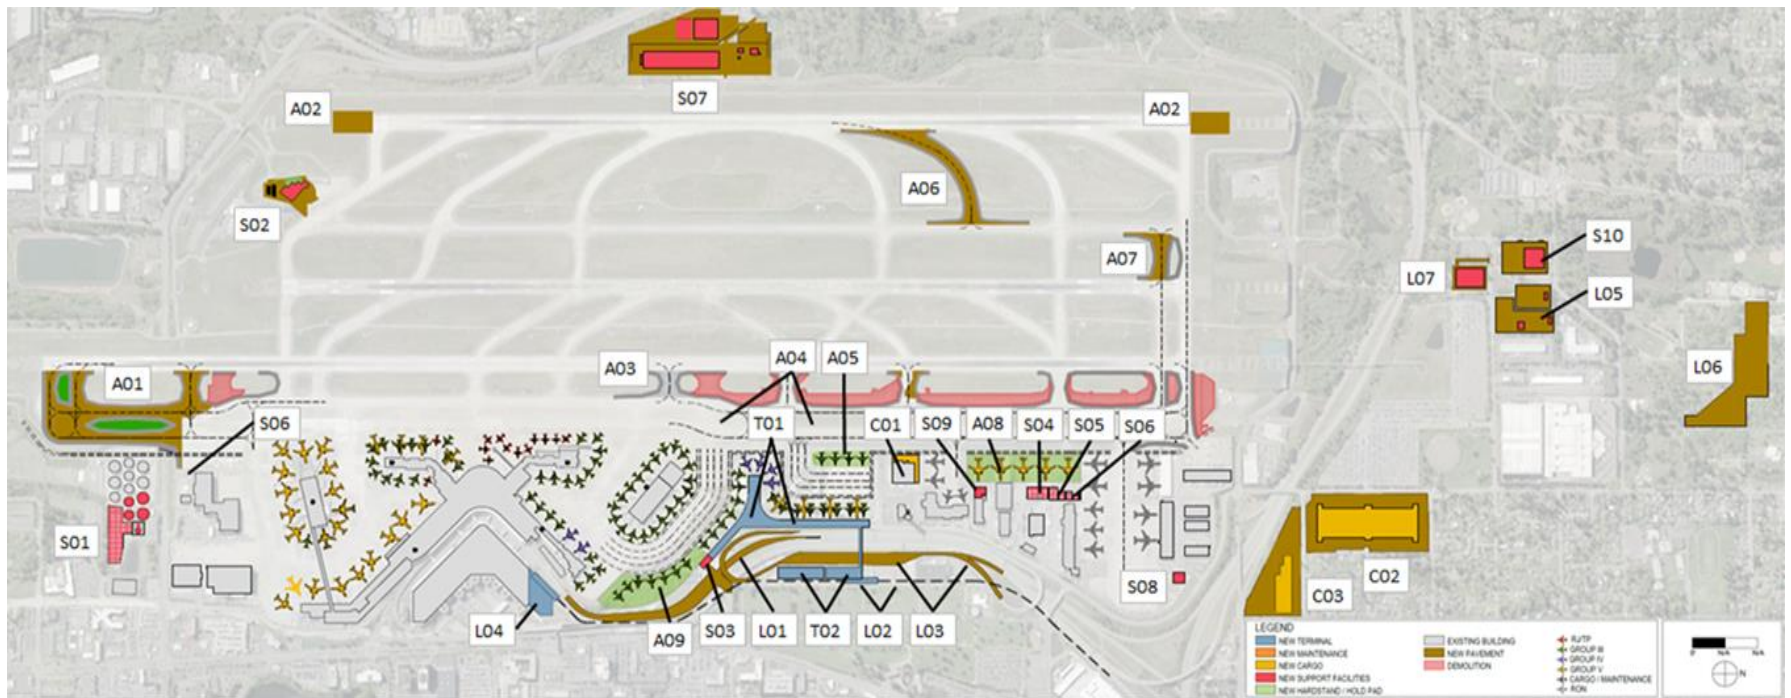 S07
A02
A02
A06
S02
A07
S10
L07
L05
A01
A03
A04
A05
L06
S06
T01
C01
S09
A08
S04
S05
S06
S01
S08
C02
C03
L04
A09
S03
L01
T02
L02
L03
LEGEND
NEW TERMINAL
NEW MAINTENANCE
NEW CARGO
NEW SUPPORT FACILITIES
NEW HARDSTAND / HOLD PAD
EXISTING BUILDING
NEW PAVEMENT
DEMOLITION
RJ/TP
GROUP III
GROUP IV
GROUP V
CARGO / MAINTENANCE
RON
0 N/A N/A
N